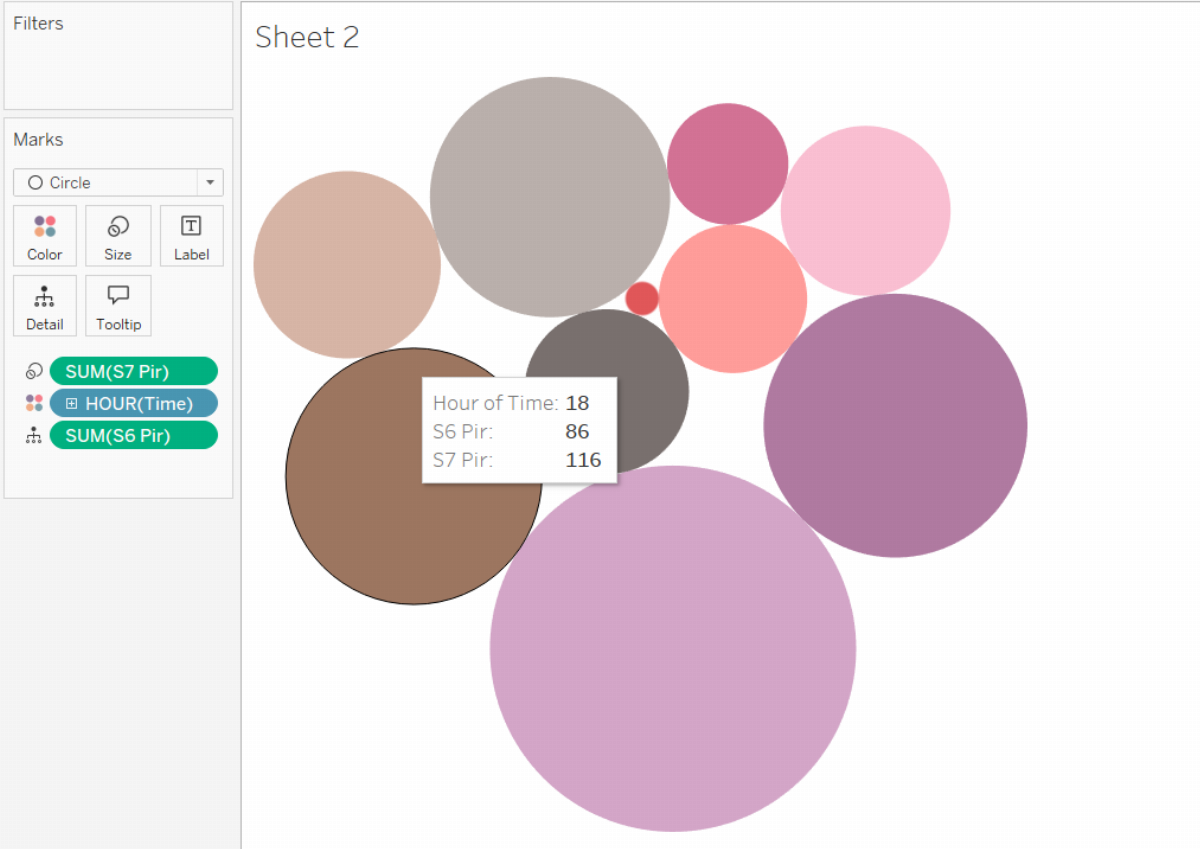 Filters
Sheet 2
Marks
Circle
Color
Size
T
Label
Detail
Tooltip
SUM(S7 Pir)
HOUR(Time)
SUM(S6 Pir)
Hour of Time: 18
S6 Pir: 86
S7 Pir: 116